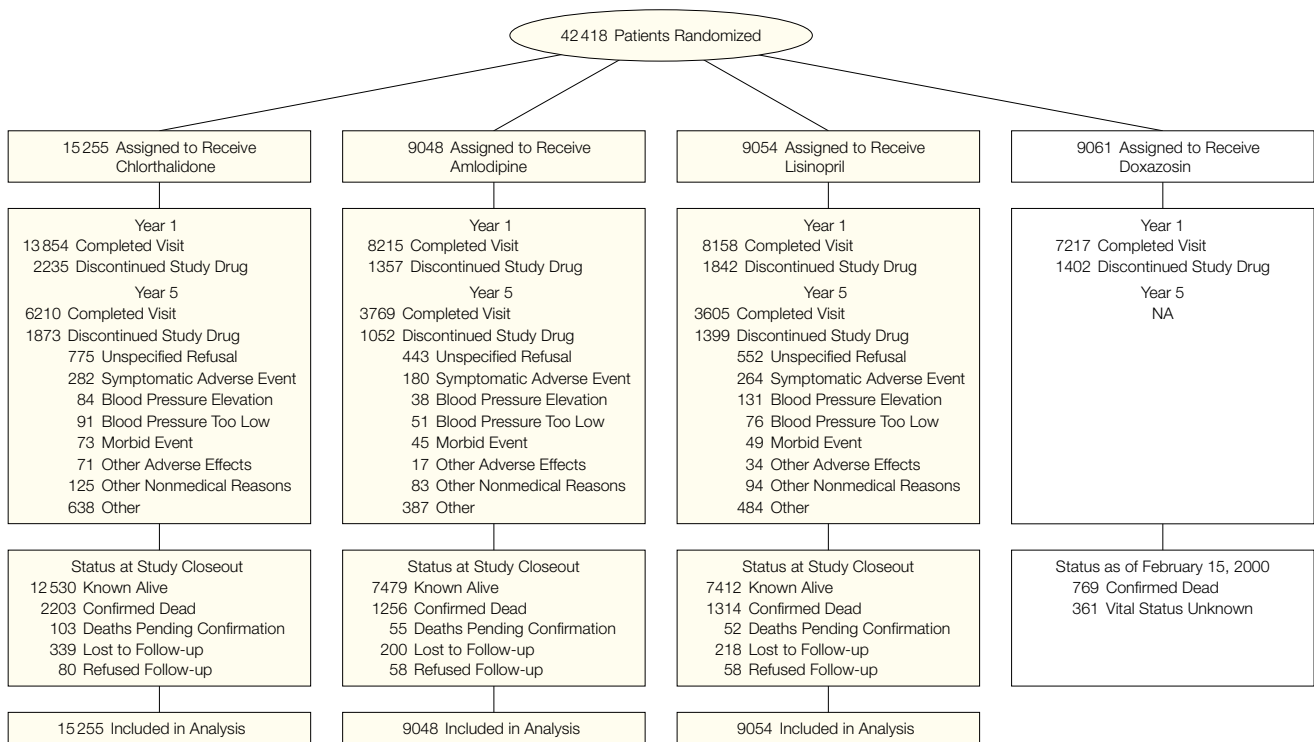 42 418 Patients Randomized
15 255 Assigned to Receive
Chlorthalidone
9048 Assigned to Receive
Amlodipine
9054 Assigned to Receive
Lisinopril
9061 Assigned to Receive
Doxazosin
Year 1
13 854 Completed Visit
2235 Discontinued Study Drug
Year 5
6210 Completed Visit
1873 Discontinued Study Drug
775 Unspecified Refusal
282 Symptomatic Adverse Event
84 Blood Pressure Elevation
91 Blood Pressure Too Low
73 Morbid Event
71 Other Adverse Effects
125 Other Nonmedical Reasons
638 Other
Year 1
8215 Completed Visit
1357 Discontinued Study Drug
Year 5
3769 Completed Visit
1052 Discontinued Study Drug
443 Unspecified Refusal
180 Symptomatic Adverse Event
38 Blood Pressure Elevation
51 Blood Pressure Too Low
45 Morbid Event
17 Other Adverse Effects
83 Other Nonmedical Reasons
387 Other
Year 1
8158 Completed Visit
1842 Discontinued Study Drug
Year 5
3605 Completed Visit
1399 Discontinued Study Drug
552 Unspecified Refusal
264 Symptomatic Adverse Event
131 Blood Pressure Elevation
76 Blood Pressure Too Low
49 Morbid Event
34 Other Adverse Effects
94 Other Nonmedical Reasons
484 Other
Year 1
7217 Completed Visit
1402 Discontinued Study Drug
Year 5
NA
Status at Study Closeout
12 530 Known Alive
2203 Confirmed Dead
103 Deaths Pending Confirmation
339 Lost to Follow-up
80 Refused Follow-up
Status at Study Closeout
7479 Known Alive
1256 Confirmed Dead
55 Deaths Pending Confirmation
200 Lost to Follow-up
58 Refused Follow-up
Status at Study Closeout
7412 Known Alive
1314 Confirmed Dead
52 Deaths Pending Confirmation
218 Lost to Follow-up
58 Refused Follow-up
Status as of February 15, 2000
769 Confirmed Dead
361 Vital Status Unknown
15 255 Included in Analysis
9048 Included in Analysis
9054 Included in Analysis